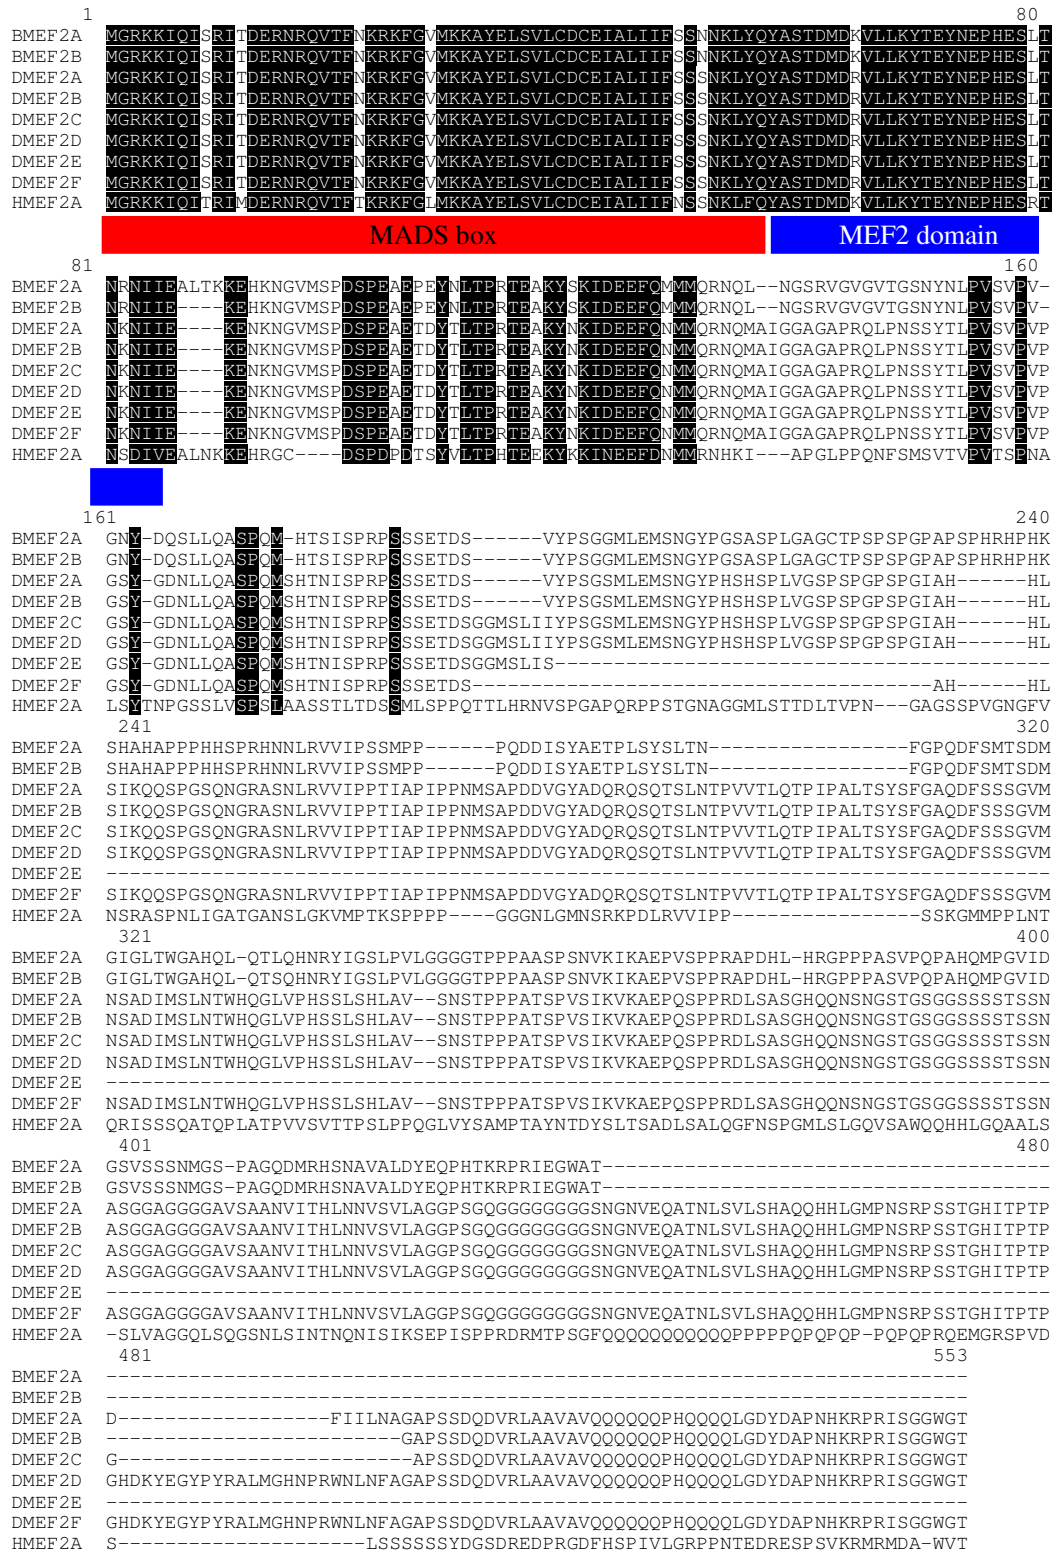 1 80
BMEF2A MGRKKIQISRITDERNRQVTFNKRKFGVMKKAYELSVLCDCEIALIIFSSNNKLYQYASTDMDKVLLKYTEYNEPHESLT
BMEF2B MGRKKIQISRITDERNRQVTFNKRKFGVMKKAYELSVLCDCEIALIIFSSNNKLYQYASTDMDKVLLKYTEYNEPHESLT
DMEF2A MGRKKIQISRITDERNRQVTFNKRKFGVMKKAYELSVLCDCEIALIIFSSSNKLYQYASTDMDRVLLKYTEYNEPHESLT
DMEF2B MGRKKIQISRITDERNRQVTFNKRKFGVMKKAYELSVLCDCEIALIIFSSSNKLYQYASTDMDRVLLKYTEYNEPHESLT
DMEF2C MGRKKIQISRITDERNRQVTFNKRKFGVMKKAYELSVLCDCEIALIIFSSSNKLYQYASTDMDRVLLKYTEYNEPHESLT
DMEF2D MGRKKIQISRITDERNRQVTFNKRKFGVMKKAYELSVLCDCEIALIIFSSSNKLYQYASTDMDRVLLKYTEYNEPHESLT
DMEF2E MGRKKIQISRITDERNRQVTFNKRKFGVMKKAYELSVLCDCEIALIIFSSSNKLYQYASTDMDRVLLKYTEYNEPHESLT
DMEF2F MGRKKIQISRITDERNRQVTFNKRKFGVMKKAYELSVLCDCEIALIIFSSSNKLYQYASTDMDRVLLKYTEYNEPHESLT
HMEF2A MGRKKIQITRIMDERNRQVTFTKRKFGLMKKAYELSVLCDCEIALIIFNSSNKLFQYASTDMDKVLLKYTEYNEPHESRT
MADS box MEF2 domain
81 160
BMEF2A NRNIIEALTKKEHKNGVMSPDSPEAEPEYNLTPRTEAKYSKIDEEFQMMMQRNQL--NGSRVGVGVTGSNYNLPVSVPV-
BMEF2B NRNIIE----KEHKNGVMSPDSPEAEPEYNLTPRTEAKYSKIDEEFQMMMQRNQL--NGSRVGVGVTGSNYNLPVSVPV-
DMEF2A NKNIIE----KENKNGVMSPDSPEAETDYTLTPRTEAKYNKIDEEFQNMMQRNQMAIGGAGAPRQLPNSSYTLPVSVPVP
DMEF2B NKNIIE----KENKNGVMSPDSPEAETDYTLTPRTEAKYNKIDEEFQNMMQRNQMAIGGAGAPRQLPNSSYTLPVSVPVP
DMEF2C NKNIIE----KENKNGVMSPDSPEAETDYTLTPRTEAKYNKIDEEFQNMMQRNQMAIGGAGAPRQLPNSSYTLPVSVPVP
DMEF2D NKNIIE----KENKNGVMSPDSPEAETDYTLTPRTEAKYNKIDEEFQNMMQRNQMAIGGAGAPRQLPNSSYTLPVSVPVP
DMEF2E NKNIIE----KENKNGVMSPDSPEAETDYTLTPRTEAKYNKIDEEFQNMMQRNQMAIGGAGAPRQLPNSSYTLPVSVPVP
DMEF2F NKNIIE----KENKNGVMSPDSPEAETDYTLTPRTEAKYNKIDEEFQNMMQRNQMAIGGAGAPRQLPNSSYTLPVSVPVP
HMEF2A NSDIVEALNKKEHRGC----DSPDPDTSYVLTPHTEEKYKKINEEFDNMMRNHKI---APGLPPQNFSMSVTVPVTSPNA
161 240
BMEF2A GNY-DQSLLQASPQM-HTSISPRPSSSETDS------VYPSGGMLEMSNGYPGSASPLGAGCTPSPSPGPAPSPHRHPHK
BMEF2B GNY-DQSLLQASPQM-HTSISPRPSSSETDS------VYPSGGMLEMSNGYPGSASPLGAGCTPSPSPGPAPSPHRHPHK
DMEF2A GSY-GDNLLQASPQMSHTNISPRPSSSETDS------VYPSGSMLEMSNGYPHSHSPLVGSPSPGPSPGIAH------HL
DMEF2B GSY-GDNLLQASPQMSHTNISPRPSSSETDS------VYPSGSMLEMSNGYPHSHSPLVGSPSPGPSPGIAH------HL
DMEF2C GSY-GDNLLQASPQMSHTNISPRPSSSETDSGGMSLIIYPSGSMLEMSNGYPHSHSPLVGSPSPGPSPGIAH------HL
DMEF2D GSY-GDNLLQASPQMSHTNISPRPSSSETDSGGMSLIIYPSGSMLEMSNGYPHSHSPLVGSPSPGPSPGIAH------HL
DMEF2E GSY-GDNLLQASPQMSHTNISPRPSSSETDSGGMSLIS------------------------------------------
DMEF2F GSY-GDNLLQASPQMSHTNISPRPSSSETDS---------------------------------------AH------HL
HMEF2A LSYTNPGSSLVSPSLAASSTLTDSSMLSPPQTTLHRNVSPGAPQRPPSTGNAGGMLSTTDLTVPN---GAGSSPVGNGFV
241 320
BMEF2A SHAHAPPPHHSPRHNNLRVVIPSSMPP------PQDDISYAETPLSYSLTN-----------------FGPQDFSMTSDM
BMEF2B SHAHAPPPHHSPRHNNLRVVIPSSMPP------PQDDISYAETPLSYSLTN-----------------FGPQDFSMTSDM
DMEF2A SIKQQSPGSQNGRASNLRVVIPPTIAPIPPNMSAPDDVGYADQRQSQTSLNTPVVTLQTPIPALTSYSFGAQDFSSSGVM
DMEF2B SIKQQSPGSQNGRASNLRVVIPPTIAPIPPNMSAPDDVGYADQRQSQTSLNTPVVTLQTPIPALTSYSFGAQDFSSSGVM
DMEF2C SIKQQSPGSQNGRASNLRVVIPPTIAPIPPNMSAPDDVGYADQRQSQTSLNTPVVTLQTPIPALTSYSFGAQDFSSSGVM
DMEF2D SIKQQSPGSQNGRASNLRVVIPPTIAPIPPNMSAPDDVGYADQRQSQTSLNTPVVTLQTPIPALTSYSFGAQDFSSSGVM
DMEF2E --------------------------------------------------------------------------------
DMEF2F SIKQQSPGSQNGRASNLRVVIPPTIAPIPPNMSAPDDVGYADQRQSQTSLNTPVVTLQTPIPALTSYSFGAQDFSSSGVM
HMEF2A NSRASPNLIGATGANSLGKVMPTKSPPPP----GGGNLGMNSRKPDLRVVIPP----------------SSKGMMPPLNT
321 400
BMEF2A GIGLTWGAHQL-QTLQHNRYIGSLPVLGGGGTPPPAASPSNVKIKAEPVSPPRAPDHL-HRGPPPASVPQPAHQMPGVID
BMEF2B GIGLTWGAHQL-QTSQHNRYIGSLPVLGGGGTPPPAASPSNVKIKAEPVSPPRAPDHL-HRGPPPASVPQPAHQMPGVID
DMEF2A NSADIMSLNTWHQGLVPHSSLSHLAV--SNSTPPPATSPVSIKVKAEPQSPPRDLSASGHQQNSNGSTGSGGSSSSTSSN
DMEF2B NSADIMSLNTWHQGLVPHSSLSHLAV--SNSTPPPATSPVSIKVKAEPQSPPRDLSASGHQQNSNGSTGSGGSSSSTSSN
DMEF2C NSADIMSLNTWHQGLVPHSSLSHLAV--SNSTPPPATSPVSIKVKAEPQSPPRDLSASGHQQNSNGSTGSGGSSSSTSSN
DMEF2D NSADIMSLNTWHQGLVPHSSLSHLAV--SNSTPPPATSPVSIKVKAEPQSPPRDLSASGHQQNSNGSTGSGGSSSSTSSN
DMEF2E --------------------------------------------------------------------------------
DMEF2F NSADIMSLNTWHQGLVPHSSLSHLAV--SNSTPPPATSPVSIKVKAEPQSPPRDLSASGHQQNSNGSTGSGGSSSSTSSN
HMEF2A QRISSSQATQPLATPVVSVTTPSLPPQGLVYSAMPTAYNTDYSLTSADLSALQGFNSPGMLSLGQVSAWQQHHLGQAALS
401 480
BMEF2A GSVSSSNMGS-PAGQDMRHSNAVALDYEQPHTKRPRIEGWAT--------------------------------------
BMEF2B GSVSSSNMGS-PAGQDMRHSNAVALDYEQPHTKRPRIEGWAT--------------------------------------
DMEF2A ASGGAGGGGAVSAANVITHLNNVSVLAGGPSGQGGGGGGGGSNGNVEQATNLSVLSHAQQHHLGMPNSRPSSTGHITPTP
DMEF2B ASGGAGGGGAVSAANVITHLNNVSVLAGGPSGQGGGGGGGGSNGNVEQATNLSVLSHAQQHHLGMPNSRPSSTGHITPTP
DMEF2C ASGGAGGGGAVSAANVITHLNNVSVLAGGPSGQGGGGGGGGSNGNVEQATNLSVLSHAQQHHLGMPNSRPSSTGHITPTP
DMEF2D ASGGAGGGGAVSAANVITHLNNVSVLAGGPSGQGGGGGGGGSNGNVEQATNLSVLSHAQQHHLGMPNSRPSSTGHITPTP
DMEF2E --------------------------------------------------------------------------------
DMEF2F ASGGAGGGGAVSAANVITHLNNVSVLAGGPSGQGGGGGGGGSNGNVEQATNLSVLSHAQQHHLGMPNSRPSSTGHITPTP
HMEF2A -SLVAGGQLSQGSNLSINTNQNISIKSEPISPPRDRMTPSGFQQQQQQQQQQQPPPPPQPQPQP-PQPQPRQEMGRSPVD
481 553
BMEF2A -------------------------------------------------------------------------
BMEF2B -------------------------------------------------------------------------
DMEF2A D------------------FIILNAGAPSSDQDVRLAAVAVQQQQQQPHQQQQLGDYDAPNHKRPRISGGWGT
DMEF2B -------------------------GAPSSDQDVRLAAVAVQQQQQQPHQQQQLGDYDAPNHKRPRISGGWGT
DMEF2C G-------------------------APSSDQDVRLAAVAVQQQQQQPHQQQQLGDYDAPNHKRPRISGGWGT
DMEF2D GHDKYEGYPYRALMGHNPRWNLNFAGAPSSDQDVRLAAVAVQQQQQQPHQQQQLGDYDAPNHKRPRISGGWGT
DMEF2E -------------------------------------------------------------------------
DMEF2F GHDKYEGYPYRALMGHNPRWNLNFAGAPSSDQDVRLAAVAVQQQQQQPHQQQQLGDYDAPNHKRPRISGGWGT
HMEF2A S---------------------LSSSSSSYDGSDREDPRGDFHSPIVLGRPPNTEDRESPSVKRMRMDA-WVT